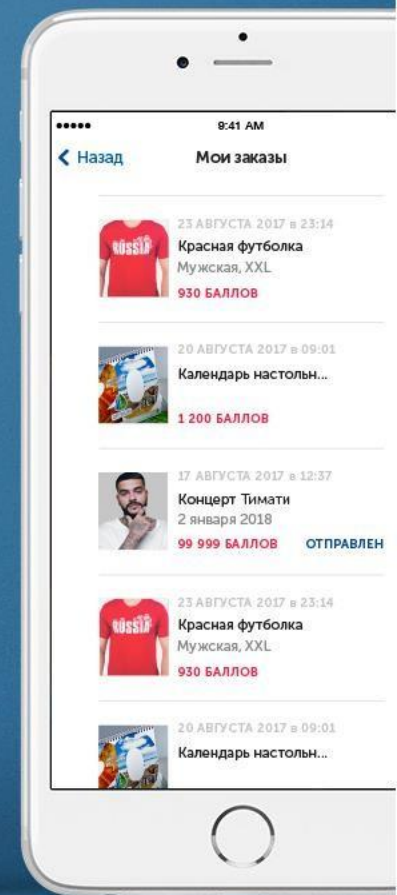 9:41 AM
Назад
Мои заказы
23 АВГУСТА 2017 в 23:14
RUSSIA
Красная футболка
Мужская, XXL
930 БАЛЛОВ
20 АВГУСТА 2017 в 09:01
Календарь настольн...
1 200 БАЛЛОВ
17 АВГУСТА 2017 в 12:37
Концерт Тимати
2 января 2018
99 999 БАЛЛОВ ОТПРАВЛЕН
23 АВГУСТА 2017 в 23:14
RUSSIA
Красная футболка
Мужская, XXL
930 БАЛЛОВ
20 АВГУСТА 2017 в 09:01
Календарь настольн...